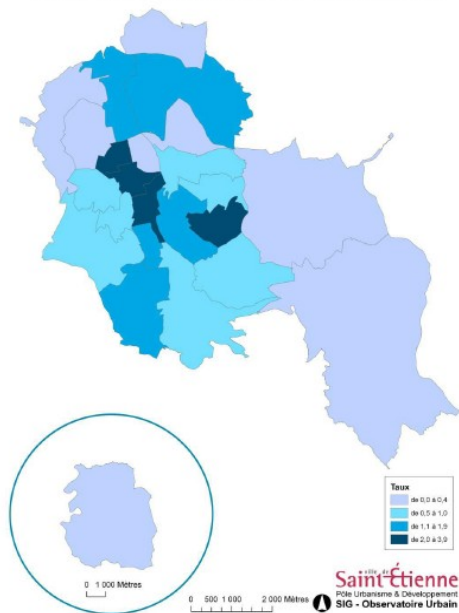 Taux
de 0,0 à 0,4
de 0,5 à 1,0
de 1,1 à 1,9
de 2,0 à 3,9
0 1 000 Mètres
0 500 1 000 2 000 Mètres
ville de
Saint-Étienne
Pôle Urbanisme & Développement
SIG - Observatoire Urbain